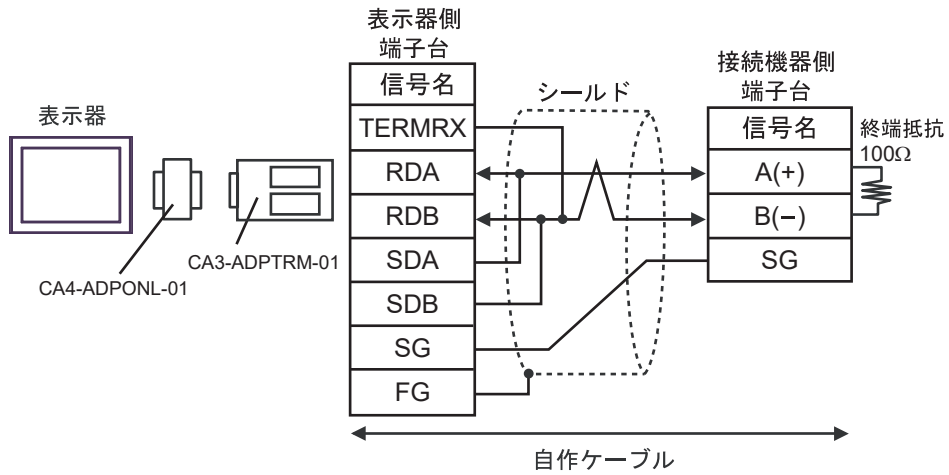 表示器
CA4-ADPONL-01
CA3-ADPTRM-01
表示器側
端子台
信号名
TERMRX
RDA
RDB
SDA
SDB
SG
FG
シールド
接続機器側
端子台
信号名
A(+)
B(−)
SG
終端抵抗
100Ω
自作ケーブル